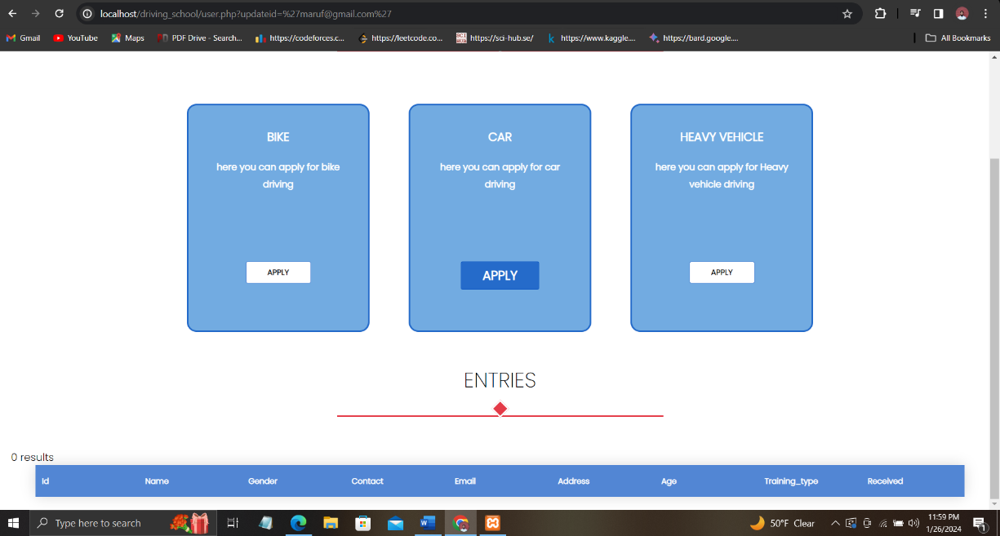 localhost/driving_school/user.php?updateid=%27maruf@gmail.com%27
Gmail YouTube Maps PDF Drive - Search... https://codeforces.c... https://leetcode.co... SCI HUB https://sci-hub.se/ https://www.kaggle.... https://bard.google.... All Bookmarks
BIKE
here you can apply for bike
driving
APPLY
CAR
here you can apply for car
driving
APPLY
HEAVY VEHICLE
here you can apply for Heavy
vehicle driving
APPLY
ENTRIES
0 results
Id Name Gender Contact Email Address Age Training_type Received
Type here to search
50°F Clear
11:59 PM
1/26/2024
1